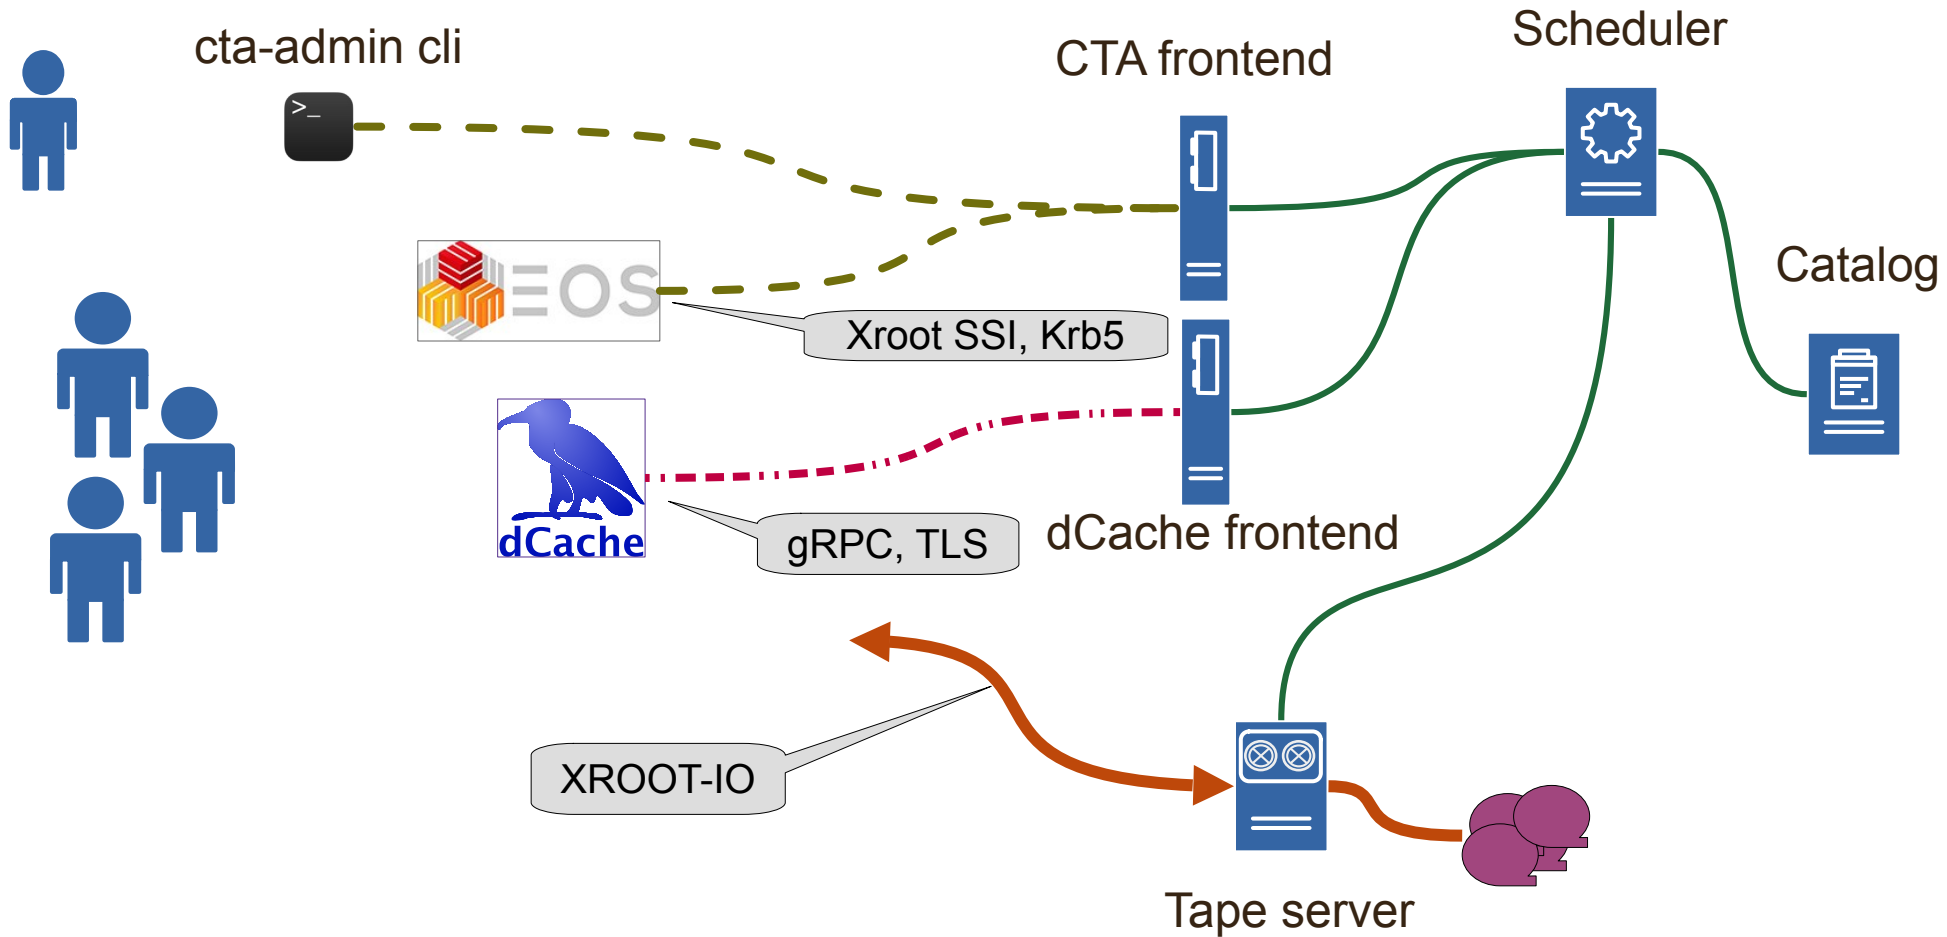 cta-admin cli
CTA frontend
Scheduler
>_
EOS
Catalog
Xroot SSI, Krb5
dCache
gRPC, TLS
dCache frontend
XROOT-IO
Tape server